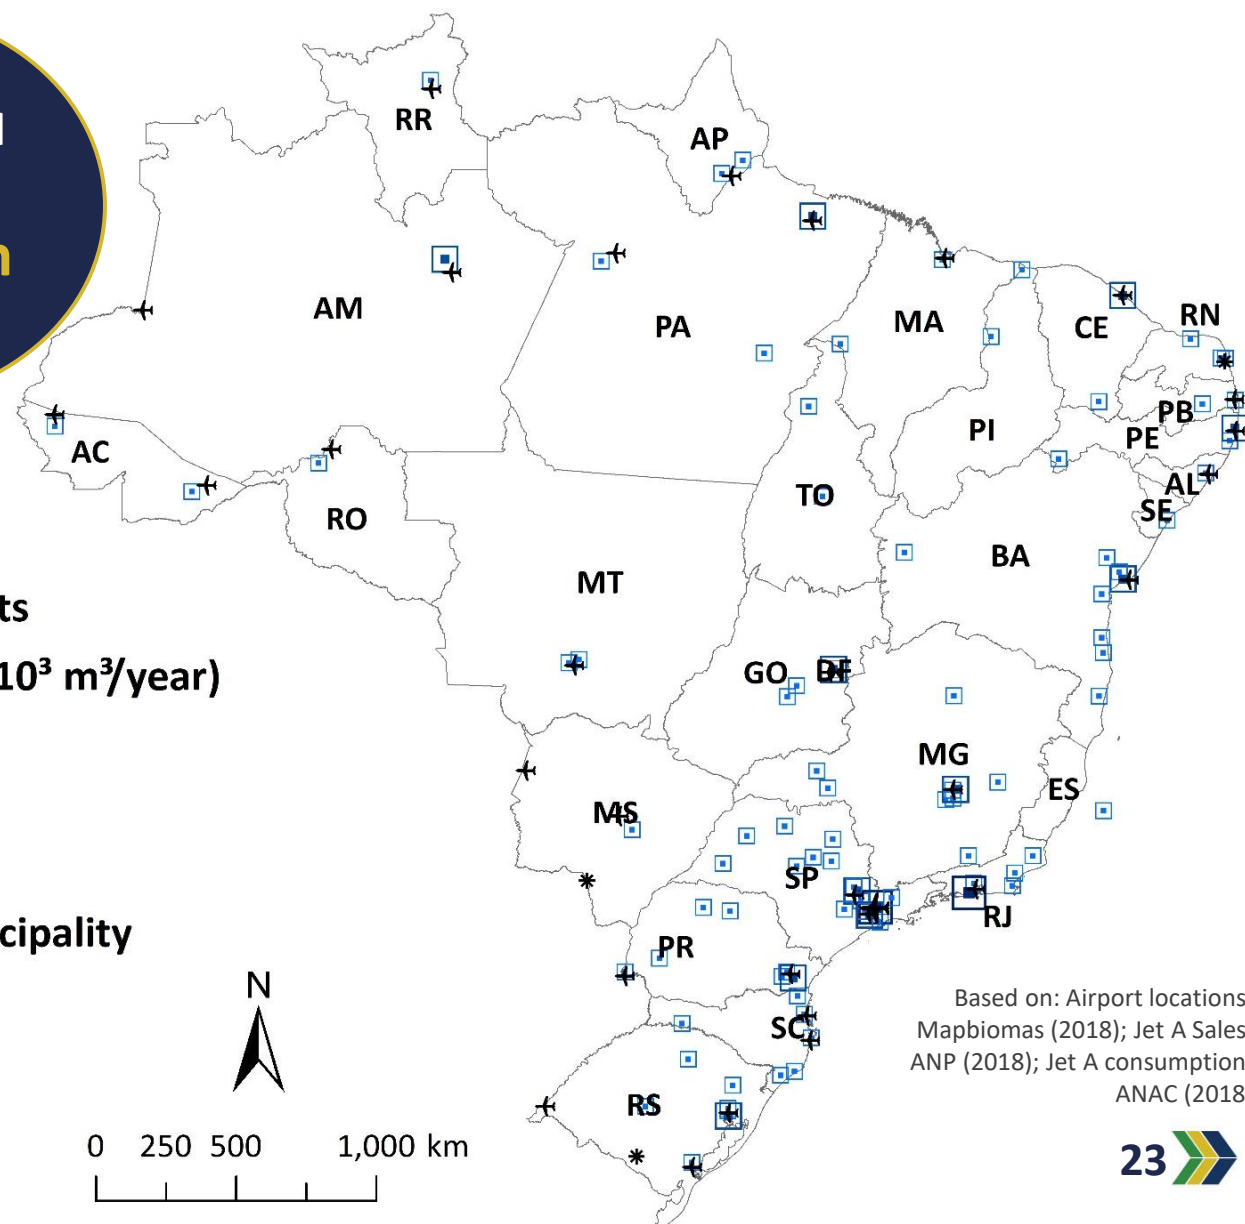 RR
AP
AM
PA
MA
CE
RN
PB
PE
PI
AC
AL
SE
TO
RO
BA
MT
ts
10³ m³/year)
GO
DF
MG
ES
MS
SP
RJ
cipality
PR
N
SC
Based on: Airport locations
Mapbiomas (2018); Jet A Sales
ANP (2018); Jet A consumption
ANAC (2018
RS
0 250 500 1,000 km
23